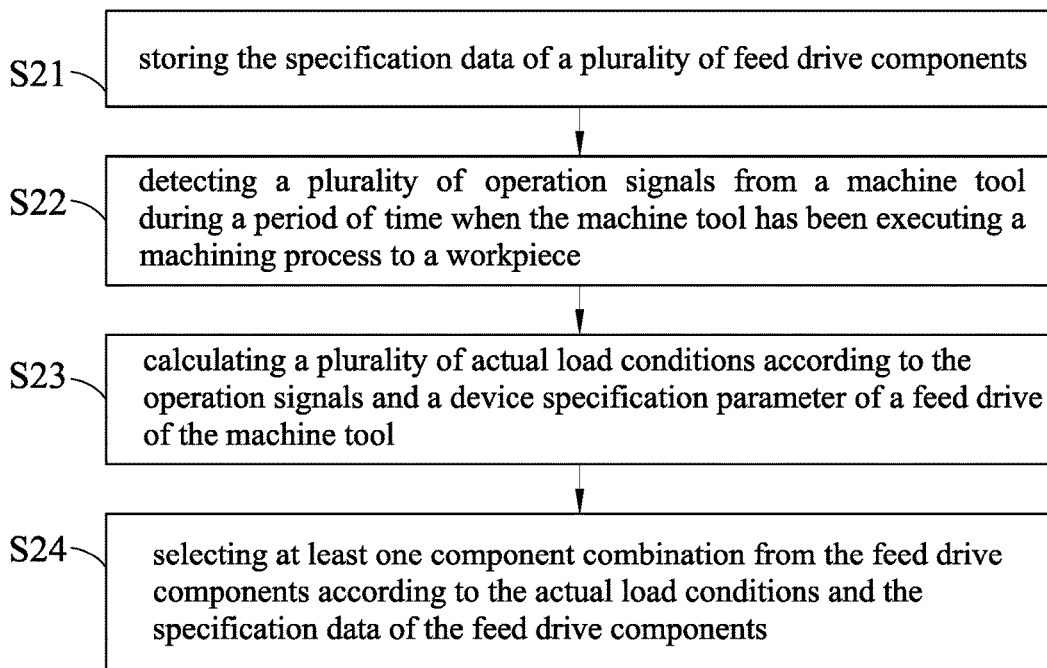 S21
storing the specification data of a plurality of feed drive components
S22
detecting a plurality of operation signals from a machine tool
during a period of time when the machine tool has been executing a
machining process to a workpiece
S23
calculating a plurality of actual load conditions according to the
operation signals and a device specification parameter of a feed drive
of the machine tool
S24
selecting at least one component combination from the feed drive
components according to the actual load conditions and the
specification data of the feed drive components